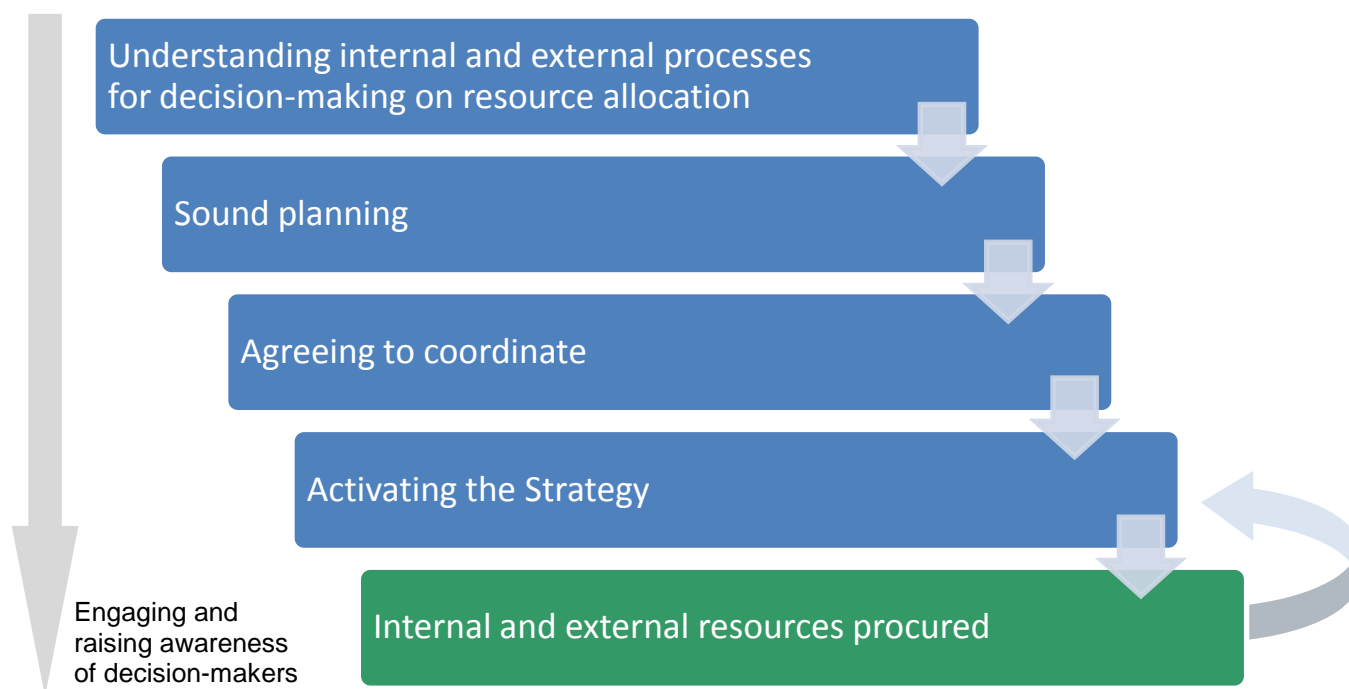 Understanding internal and external processes
for decision-making on resource allocation
Sound planning
Agreeing to coordinate
Activating the Strategy
Internal and external resources procured
Engaging and
raising awareness
of decision-makers